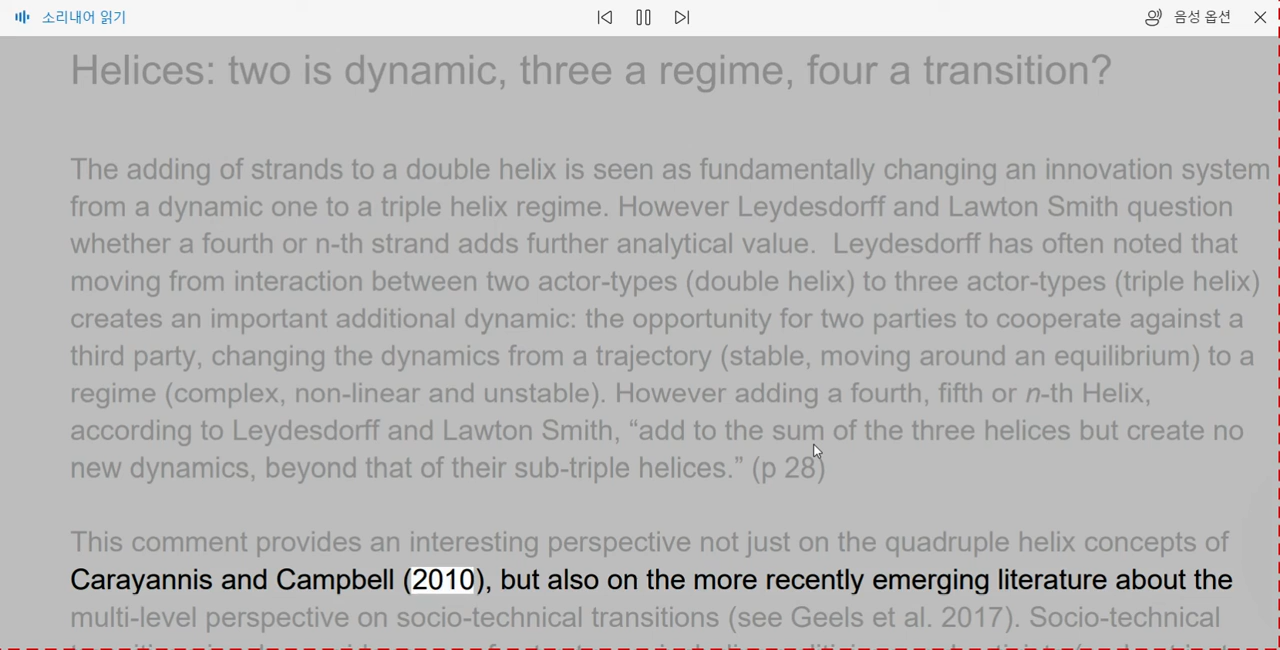 소리내어 읽기
음성 옵션
Helices: two is dynamic, three a regime, four a transition?
The adding of strands to a double helix is seen as fundamentally changing an innovation system
from a dynamic one to a triple helix regime. However Leydesdorff and Lawton Smith question
whether a fourth or n-th strand adds further analytical value.  Leydesdorff has often noted that
moving from interaction between two actor-types (double helix) to three actor-types (triple helix)
creates an important additional dynamic: the opportunity for two parties to cooperate against a
third party, changing the dynamics from a trajectory (stable, moving around an equilibrium) to a
regime (complex, non-linear and unstable). However adding a fourth, fifth or n-th Helix,
according to Leydesdorff and Lawton Smith, “add to the sum of the three helices but create no
new dynamics, beyond that of their sub-triple helices.” (p 28)
This comment provides an interesting perspective not just on the quadruple helix concepts of
Carayannis and Campbell (2010), but also on the more recently emerging literature about the
multi-level perspective on socio-technical transitions (see Geels et al. 2017). Socio-technical